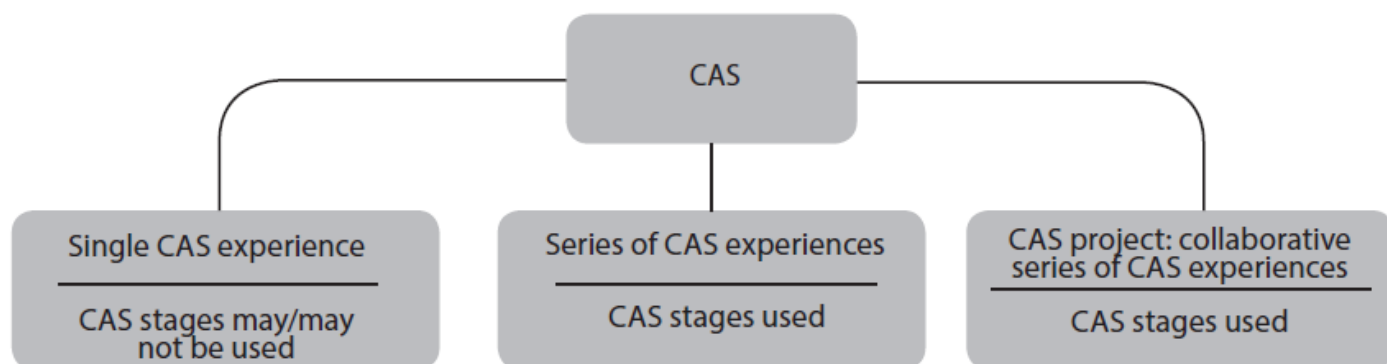 CAS
Single CAS experience
CAS stages may/may
not be used
Series of CAS experiences
CAS stages used
CAS project: collaborative
series of CAS experiences
CAS stages used